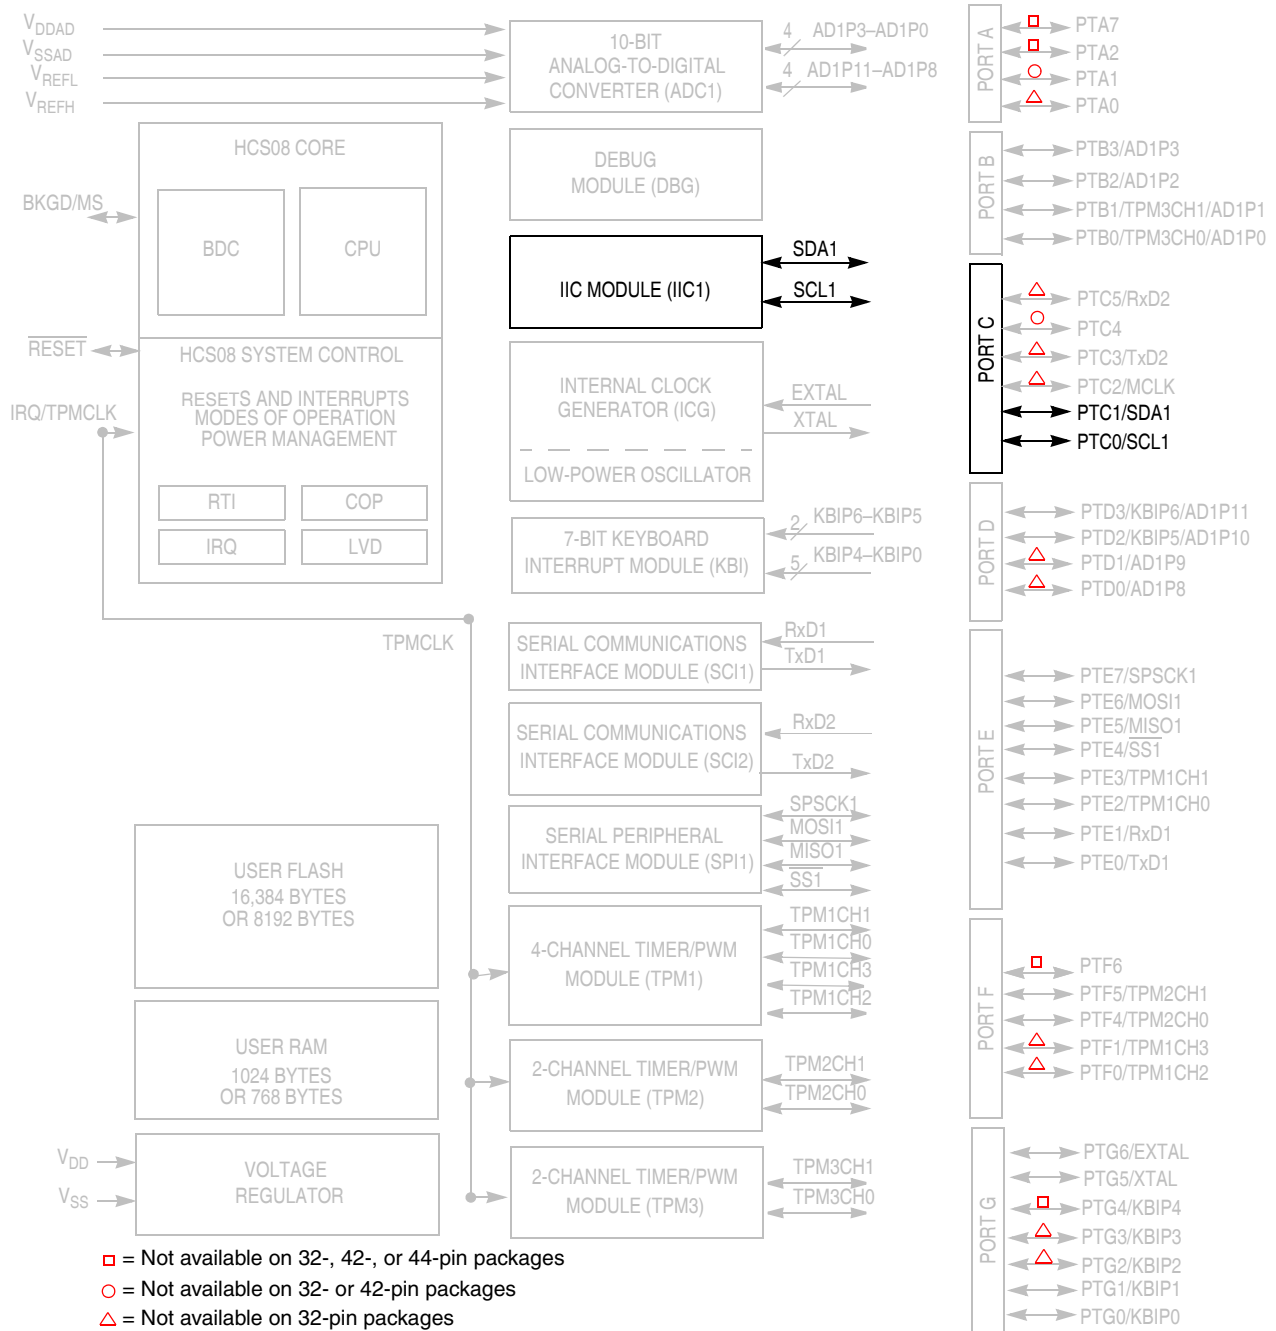 VDDAD
VSSAD
VREFL
VREFH
10-BIT
ANALOG-TO-DIGITAL
CONVERTER (ADC1)
4 AD1P3–AD1P0
4 AD1P11–AD1P8
HCS08 CORE
BDC
CPU
BKGD/MS
DEBUG
MODULE (DBG)
IIC MODULE (IIC1)
SDA1
SCL1
RESET
HCS08 SYSTEM CONTROL
RESETS AND INTERRUPTS
MODES OF OPERATION
POWER MANAGEMENT
IRQ/TPMCLK
RTI
COP
IRQ
LVD
INTERNAL CLOCK
GENERATOR (ICG)
LOW-POWER OSCILLATOR
EXTAL
XTAL
7-BIT KEYBOARD
INTERRUPT MODULE (KBI)
2 KBIP6–KBIP5
5 KBIP4–KBIP0
TPMCLK
SERIAL COMMUNICATIONS
INTERFACE MODULE (SCI1)
RxD1
TxD1
SERIAL COMMUNICATIONS
INTERFACE MODULE (SCI2)
RxD2
TxD2
SERIAL PERIPHERAL
INTERFACE MODULE (SPI1)
SPSCK1
MOSI1
MISO1
SS1
USER FLASH
16,384 BYTES
OR 8192 BYTES
4-CHANNEL TIMER/PWM
MODULE (TPM1)
TPM1CH1
TPM1CH0
TPM1CH3
TPM1CH2
USER RAM
1024 BYTES
OR 768 BYTES
2-CHANNEL TIMER/PWM
MODULE (TPM2)
TPM2CH1
TPM2CH0
VDD
VSS
VOLTAGE
REGULATOR
2-CHANNEL TIMER/PWM
MODULE (TPM3)
TPM3CH1
TPM3CH0
PORT A
PTA7
PTA2
PTA1
PTA0
PORT B
PTB3/AD1P3
PTB2/AD1P2
PTB1/TPM3CH1/AD1P1
PTB0/TPM3CH0/AD1P0
PORT C
PTC5/RxD2
PTC4
PTC3/TxD2
PTC2/MCLK
PTC1/SDA1
PTC0/SCL1
PORT D
PTD3/KBIP6/AD1P11
PTD2/KBIP5/AD1P10
PTD1/AD1P9
PTD0/AD1P8
PORT E
PTE7/SPSCK1
PTE6/MOSI1
PTE5/MISO1
PTE4/SS1
PTE3/TPM1CH1
PTE2/TPM1CH0
PTE1/RxD1
PTE0/TxD1
PORT F
PTF6
PTF5/TPM2CH1
PTF4/TPM2CH0
PTF1/TPM1CH3
PTF0/TPM1CH2
PORT G
PTG6/EXTAL
PTG5/XTAL
PTG4/KBIP4
PTG3/KBIP3
PTG2/KBIP2
PTG1/KBIP1
PTG0/KBIP0
= Not available on 32-, 42-, or 44-pin packages
= Not available on 32- or 42-pin packages
= Not available on 32-pin packages